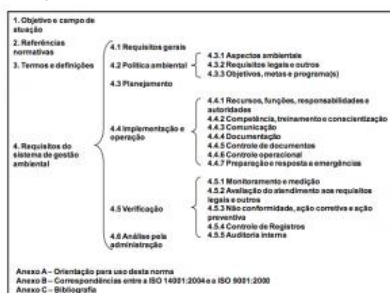 1. Objetivo e campo de
atuação
2. Referências
normativas
3. Termos e definições
4. Requisitos do
sistema de gestão
ambiental
4.1 Requisitos gerais
4.2 Política ambiental
4.3 Planejamento
4.3.1 Aspectos ambientais
4.3.2 Requisitos legais e outros
4.3.3 Objetivos, metas e programa(s)
4.4 Implementação e
operação
4.4.1 Recursos, funções, responsabilidades e
autoridades
4.4.2 Competência, treinamento e conscientização
4.4.3 Comunicação
4.4.4 Documentação
4.4.5 Controle de documentos
4.4.6 Controle operacional
4.4.7 Preparação e resposta a emergências
4.5 Verificação
4.5.1 Monitoramento e medição
4.5.2 Avaliação do atendimento aos requisitos
legais e outros
4.5.3 Não conformidade, ação corretiva e ação
preventiva
4.5.4 Controle de Registros
4.5.5 Auditoria interna
4.6 Análise pela
administração
Anexo A – Orientação para uso desta norma
Anexo B – Correspondências entre a ISO 14001:2004 e a ISO 9001:2000
Anexo C – Bibliografia